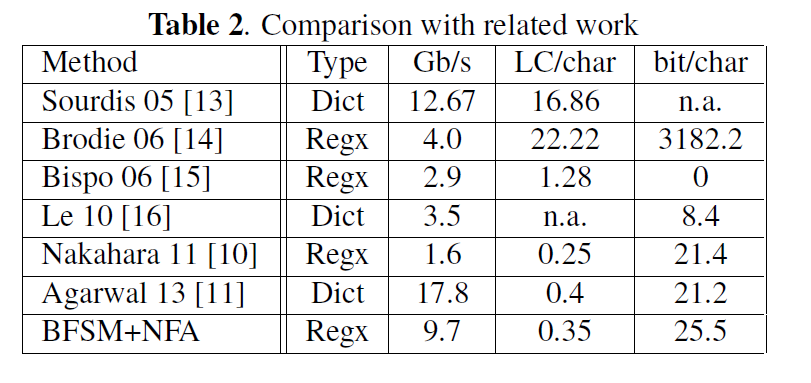 Table 2. Comparison with related work
Method Type Gb/s LC/char bit/char
Sourdis 05 [13] Dict 12.67 16.86 n.a.
Brodie 06 [14] Regx 4.0 22.22 3182.2
Bispo 06 [15] Regx 2.9 1.28 0
Le 10 [16] Dict 3.5 n.a. 8.4
Nakahara 11 [10] Regx 1.6 0.25 21.4
Agarwal 13 [11] Dict 17.8 0.4 21.2
BFSM+NFA Regx 9.7 0.35 25.5